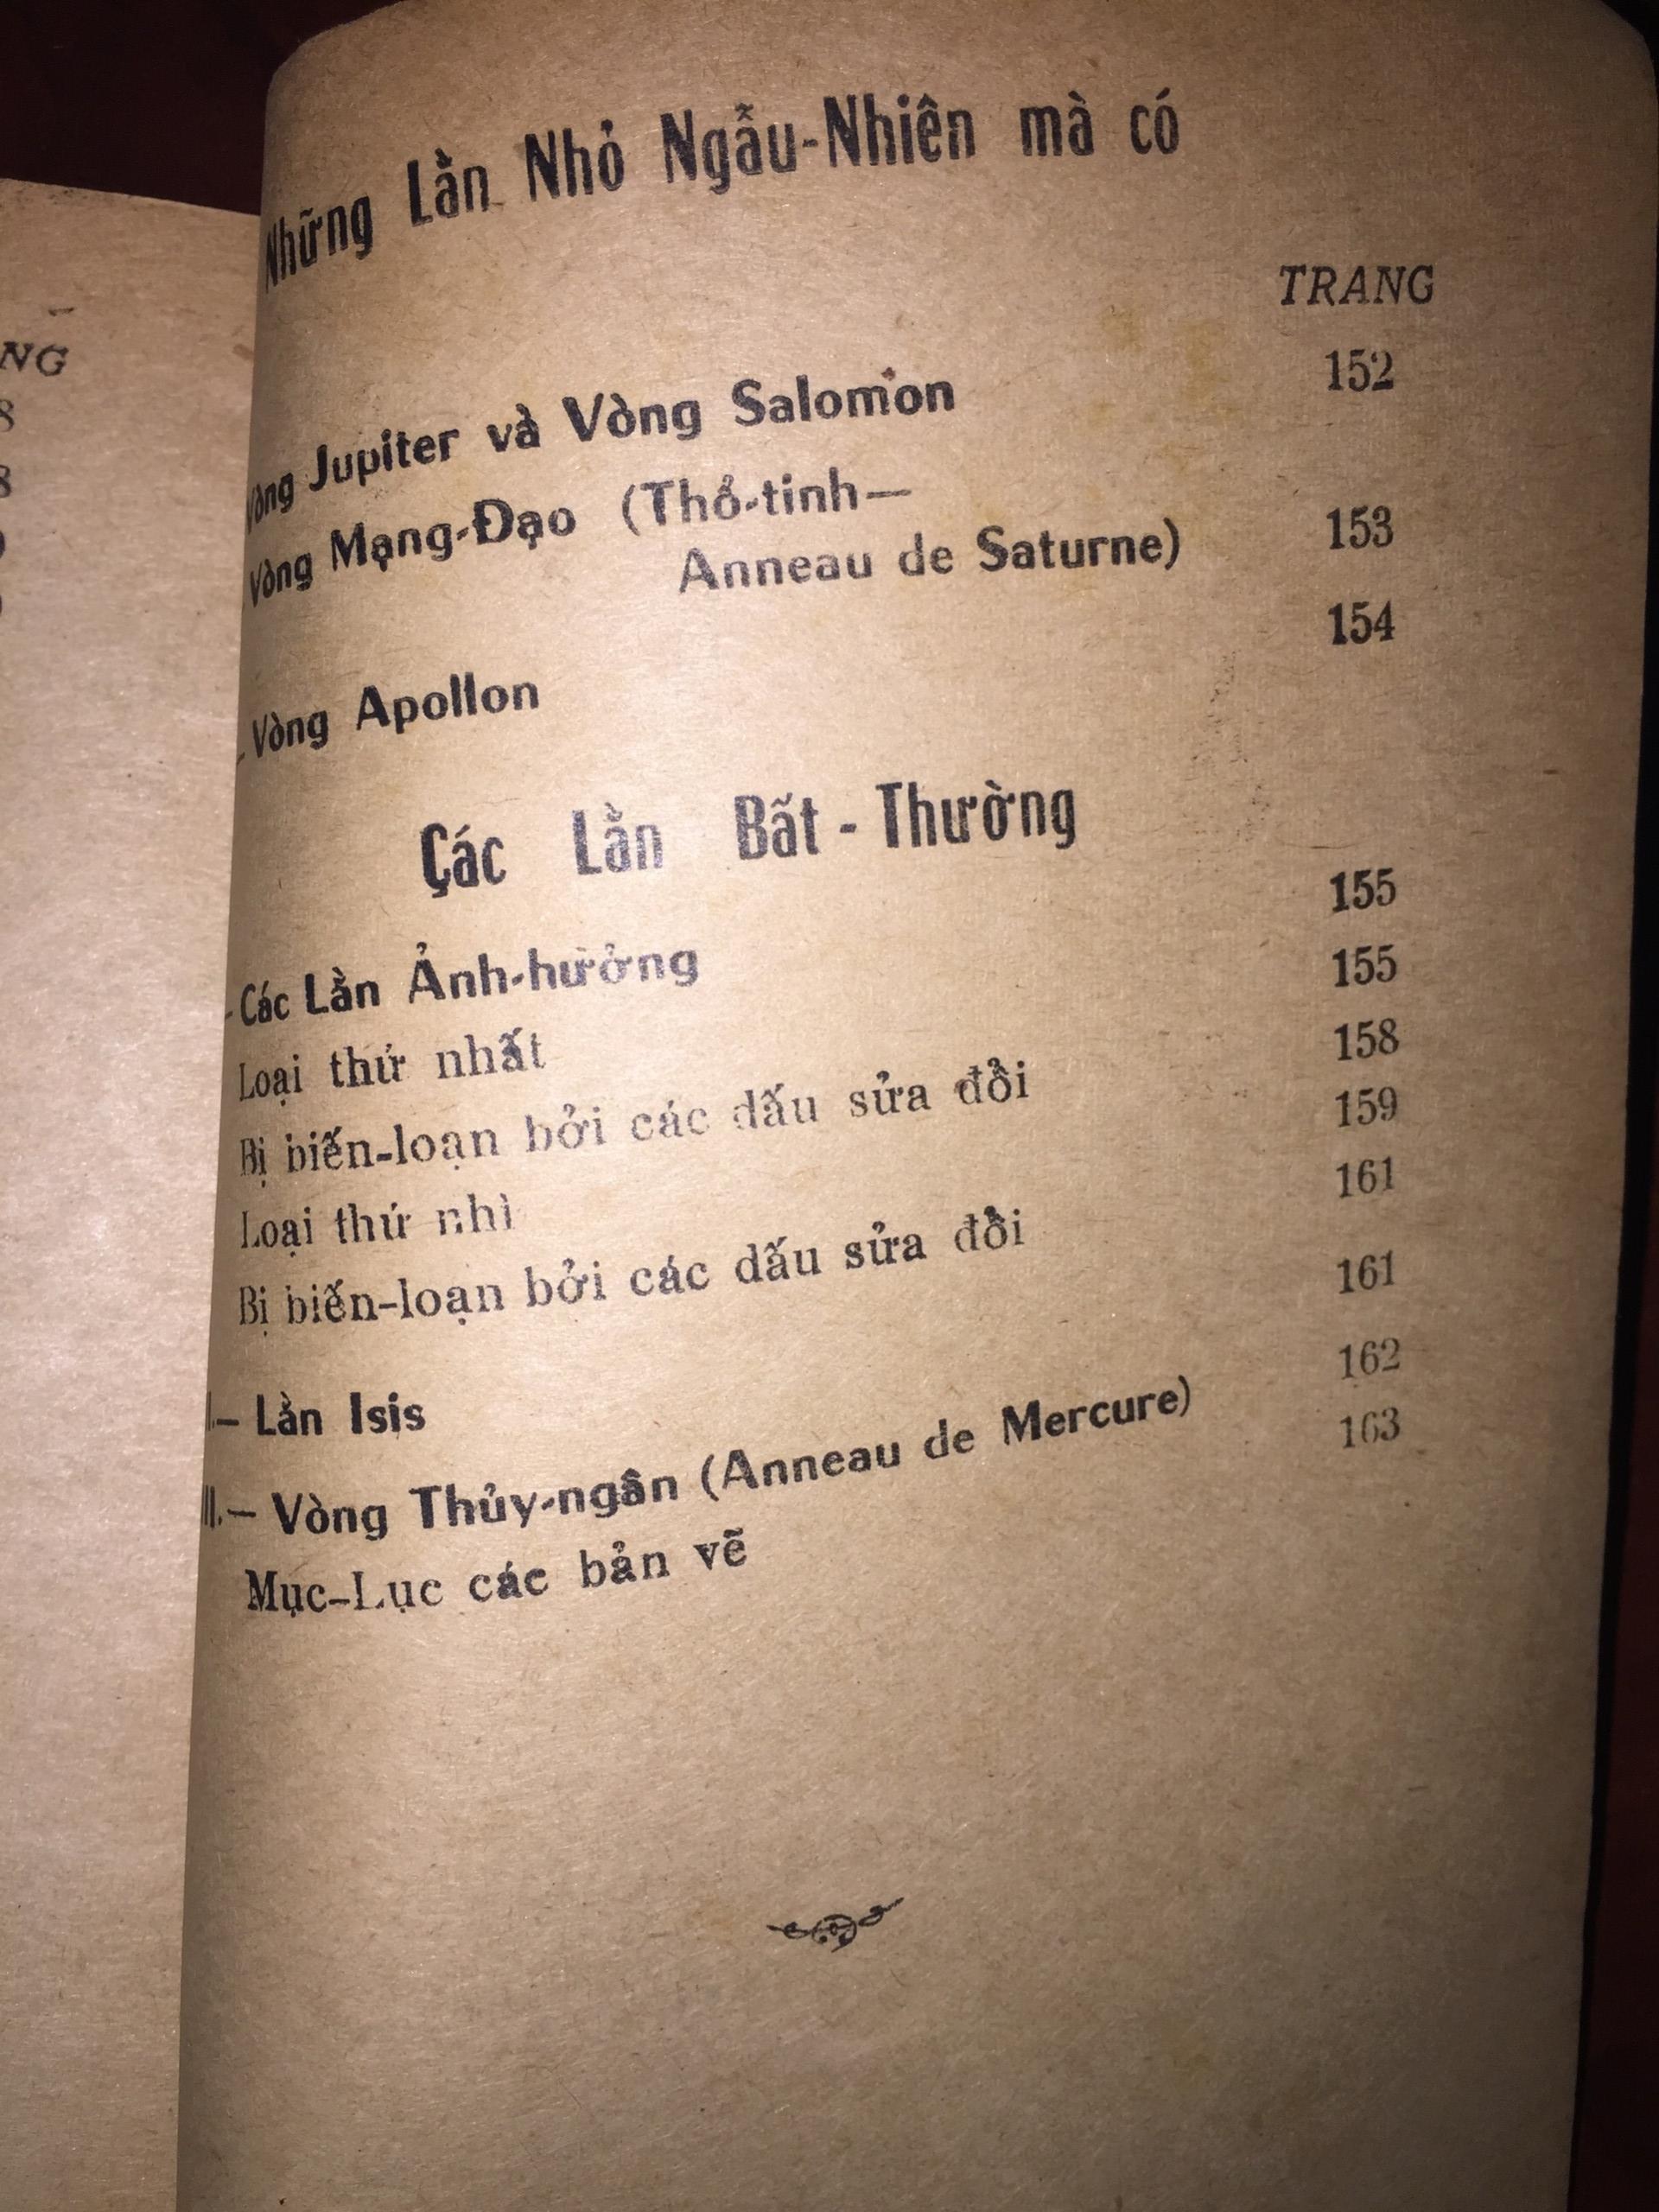 Những Lằn Nhỏ Ngẫu-Nhiên mà có
TRANG
Vòng Jupiter và Vòng Salomon 152
Vòng Mạng-Đạo (Thổ-tinh—
Anneau de Saturne) 153
Vòng Apollon 154
Các Lằn Bất-Thường
Các Lằn Ảnh-hưởng 155
Loại thứ nhất 155
Bị biến-loạn bởi các dấu sửa đổi 158
Loại thứ nhì 159
Bị biến-loạn bởi các dấu sửa đổi 161
I.— Lằn Isis 161
II.— Vòng Thủy-ngân (Anneau de Mercure) 162
Mục-Lục các bản vẽ 163